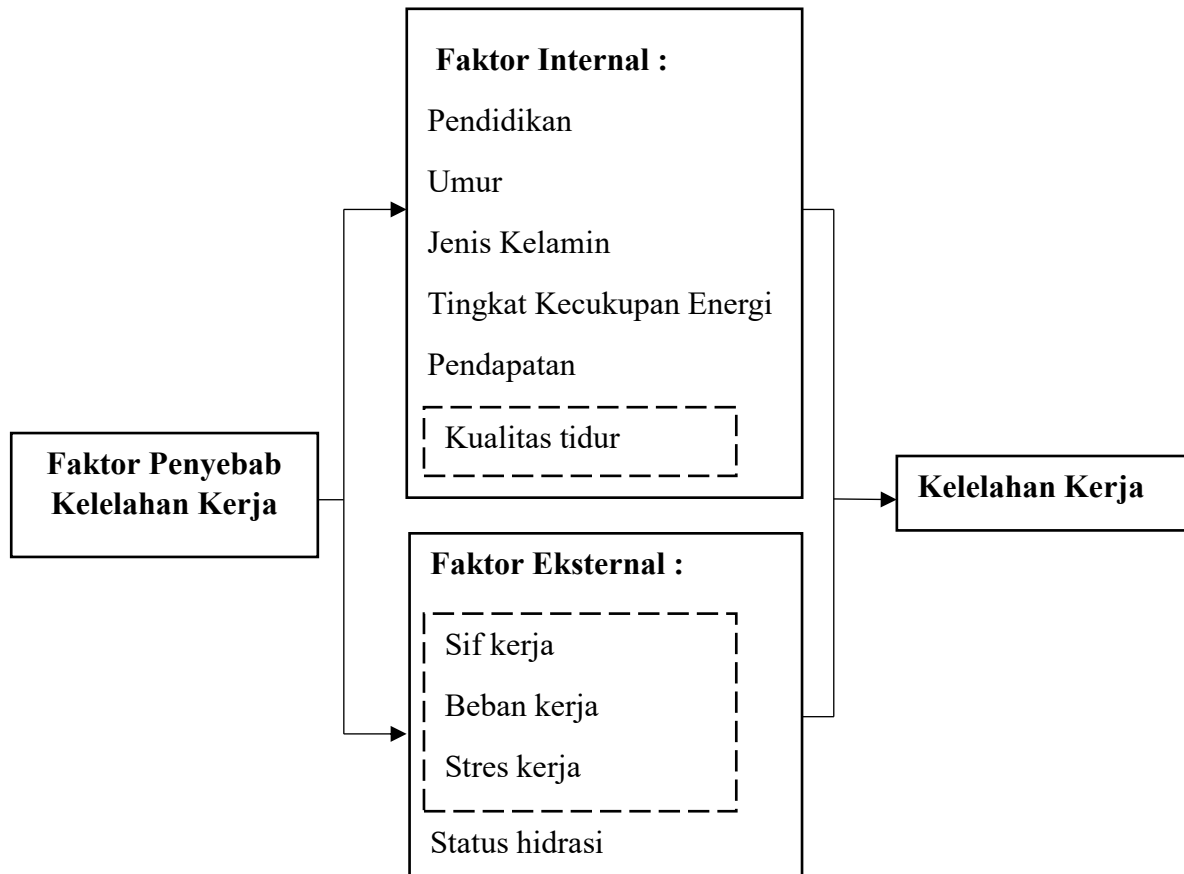 Faktor Internal :
Pendidikan
Umur
Jenis Kelamin
Tingkat Kecukupan Energi
Pendapatan
Kualitas tidur
Faktor Penyebab
Kelelahan Kerja
Kelelahan Kerja
Faktor Eksternal :
Sif kerja
Beban kerja
Stres kerja
Status hidrasi